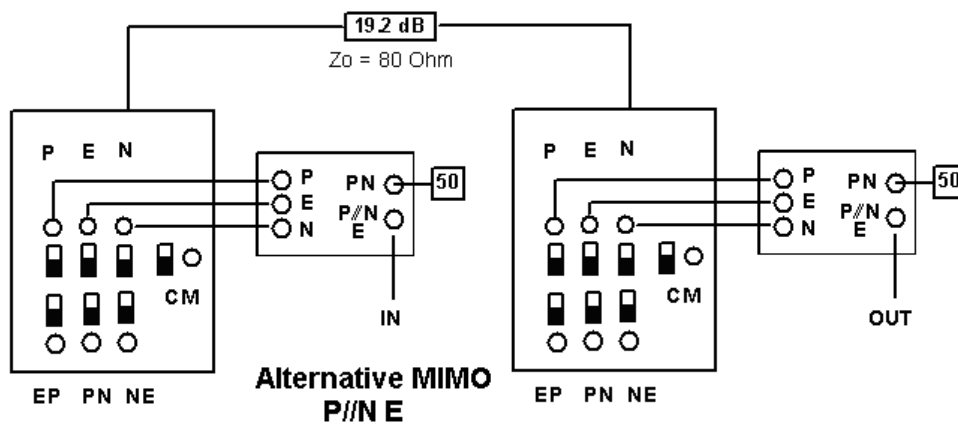 19.2 dB
Zo = 80 Ohm
P E N
P
E
N
PN
P//N
E
50
IN
CM
EP PN NE
P E N
P
E
N
PN
P//N
E
50
OUT
CM
EP PN NE
Alternative MIMO
P//N E